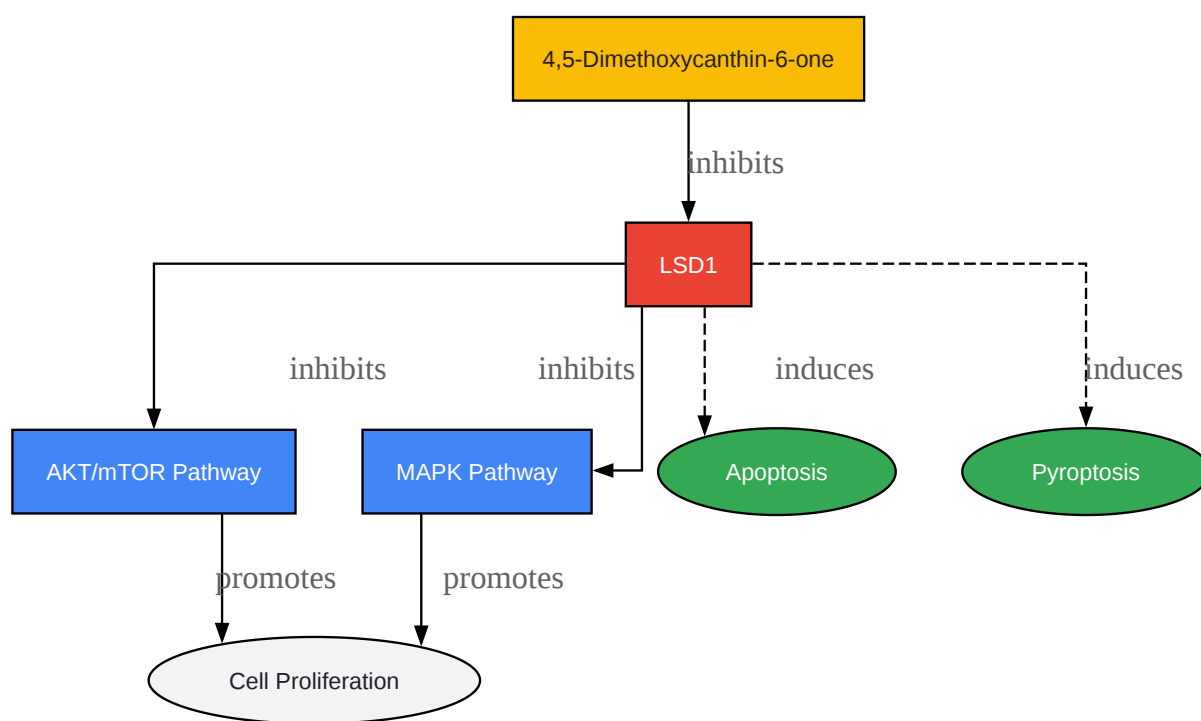 4,5-Dimethoxycanthin-6-one
inhibits
LSD1
inhibits
inhibits
induces
induces
AKT/mTOR Pathway
MAPK Pathway
Apoptosis
Pyroptosis
promotes
promotes
Cell Proliferation